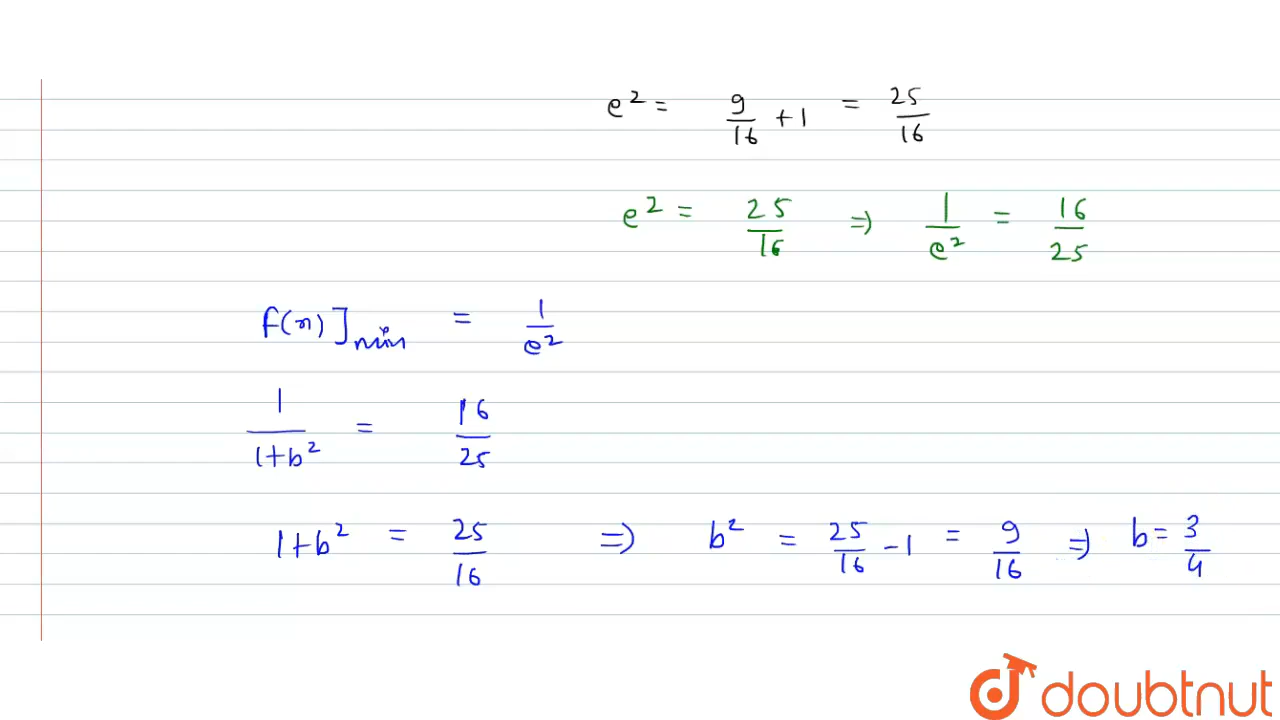 e² = 9/16 + 1 = 25/16
e² = 25/16 ⇒ 1/e² = 16/25
f(n)]min = 1/e²
1/(1+b²) = 16/25
1+b² = 25/16 ⇒ b² = 25/16 - 1 = 9/16 ⇒ b = 3/4
doubtnut